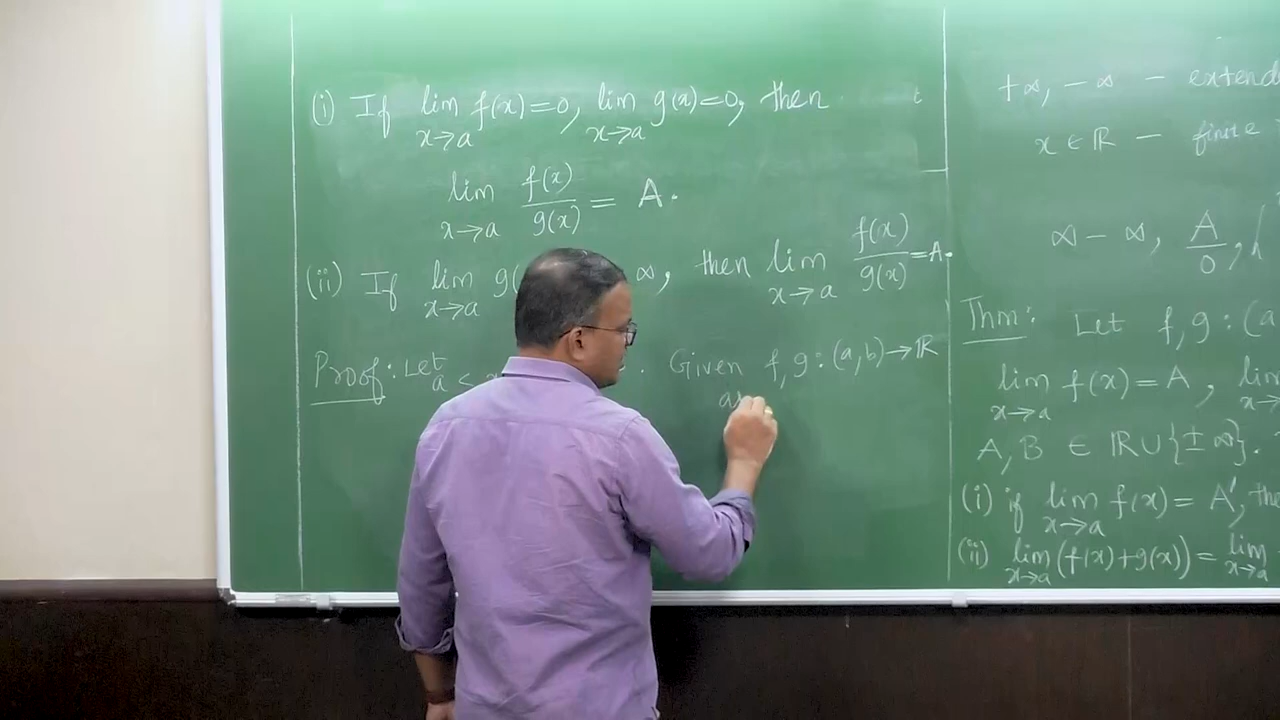 (i) If lim x→a f(x)=0, lim x→a g(x)=0, then
lim x→a f(x)/g(x) = A.
(ii) If lim x→a g( ∞, then lim x→a f(x)/g(x) = A.
Proof: Let a < . Given f, g : (a, b) → ℝ
+∞, -∞ - extend
x ∈ ℝ - finite
∞ - ∞, A/0,
Thm: Let f, g : (a
lim x→a f(x) = A, lim x→
A, B ∈ ℝ ∪ {± ∞}.
(i) if lim x→a f(x) = A', the
(ii) lim x→a (f(x)+g(x)) = lim x→a